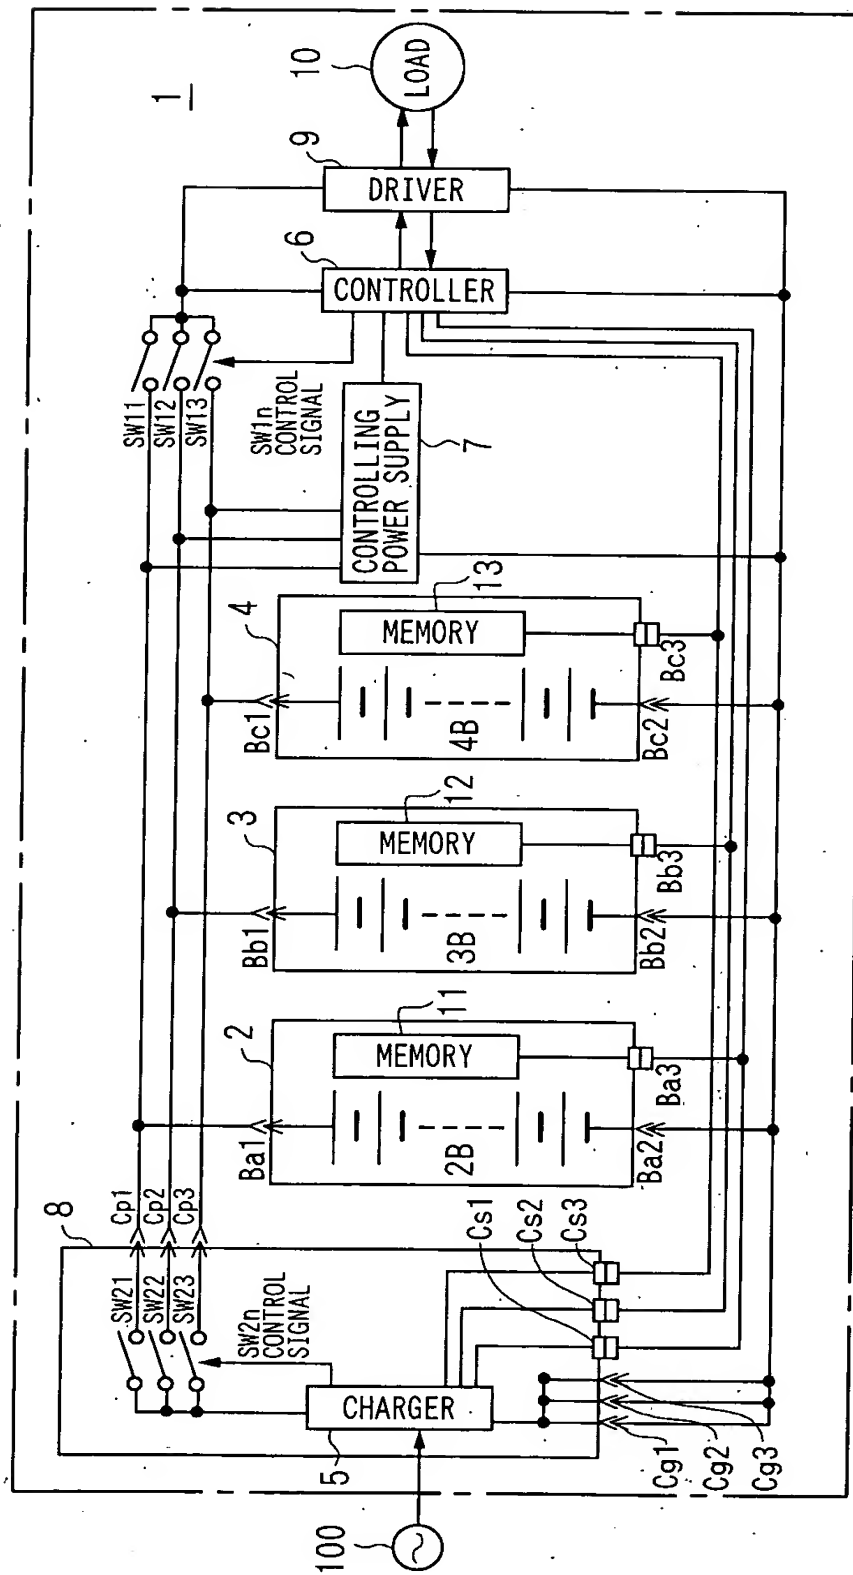 1
100
5
CHARGER
8
SW2n
CONTROL
SIGNAL
SW21
SW22
SW23
Cp1
Cp2
Cp3
Cg1
Cg2
Cg3
Cs1
Cs2
Cs3
2
Ba1
2B
MEMORY
11
Ba2
Ba3
3
Bb1
3B
MEMORY
12
Bb2
Bb3
4
Bc1
4B
MEMORY
13
Bc2
Bc3
CONTROLLING
POWER SUPPLY
7
SW11
SW12
SW13
SW1n
CONTROL
SIGNAL
6
CONTROLLER
9
DRIVER
10
LOAD